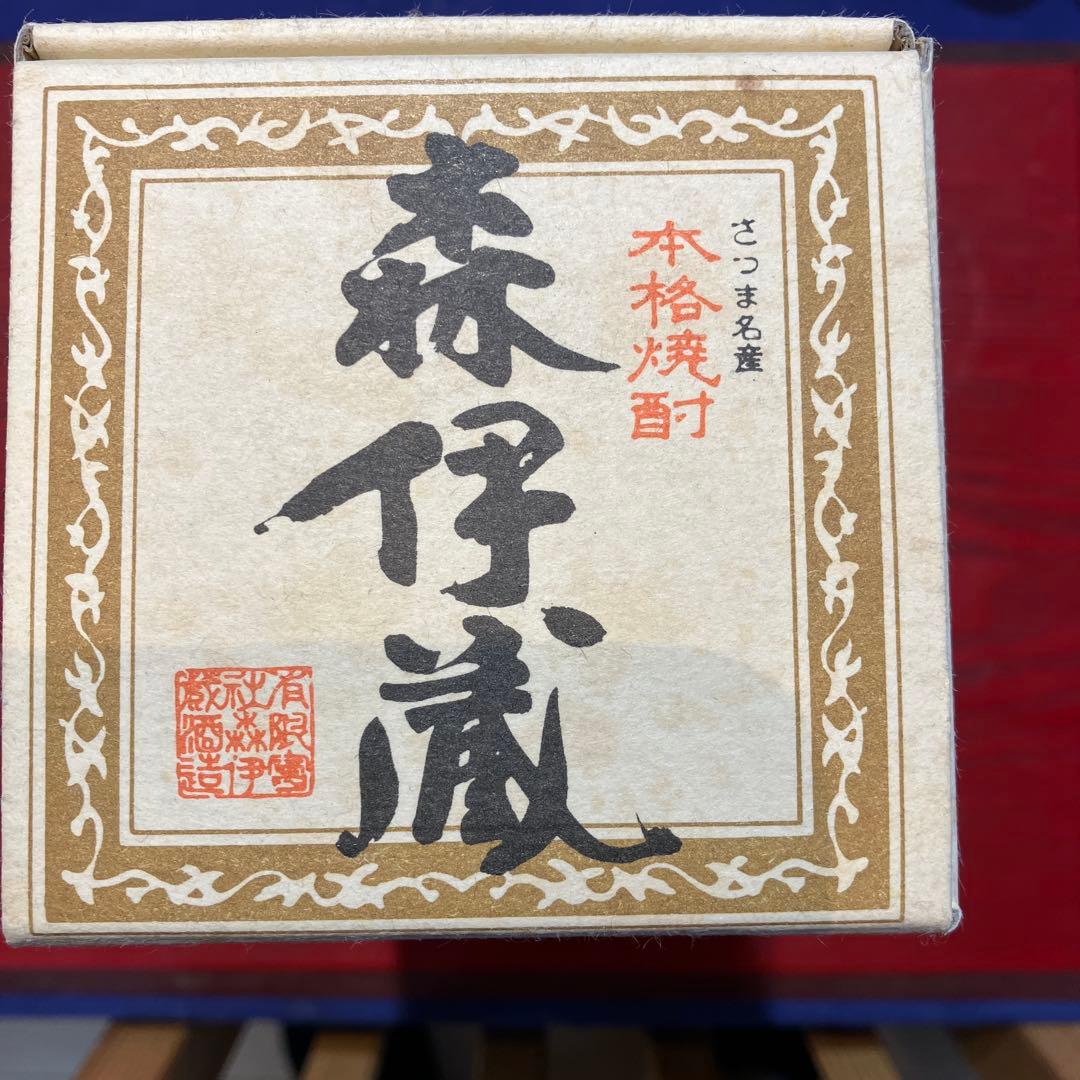 さつま名産
本格焼酎
森伊蔵
有限會
社森伊
蔵酒造